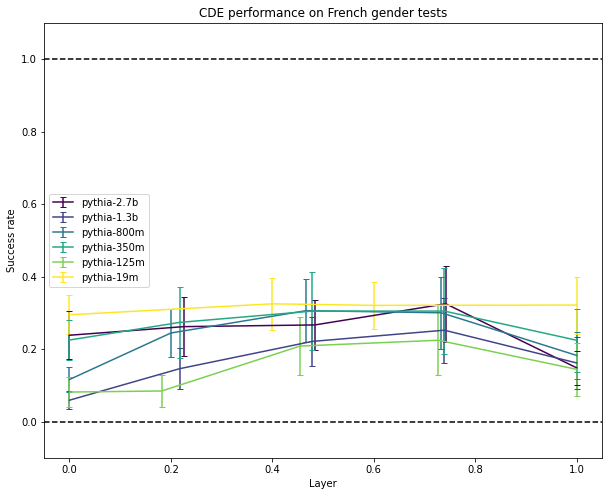 CDE performance on French gender tests
Success rate
1.0
0.8
0.6
0.4
0.2
0.0
pythia-2.7b
pythia-1.3b
pythia-800m
pythia-350m
pythia-125m
pythia-19m
0.0 0.2 0.4 0.6 0.8 1.0
Layer